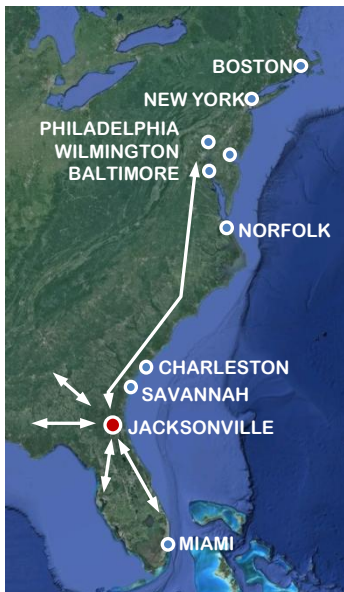 BOSTON
NEW YORK
PHILADELPHIA
WILMINGTON
BALTIMORE
NORFOLK
CHARLESTON
SAVANNAH
JACKSONVILLE
MIAMI